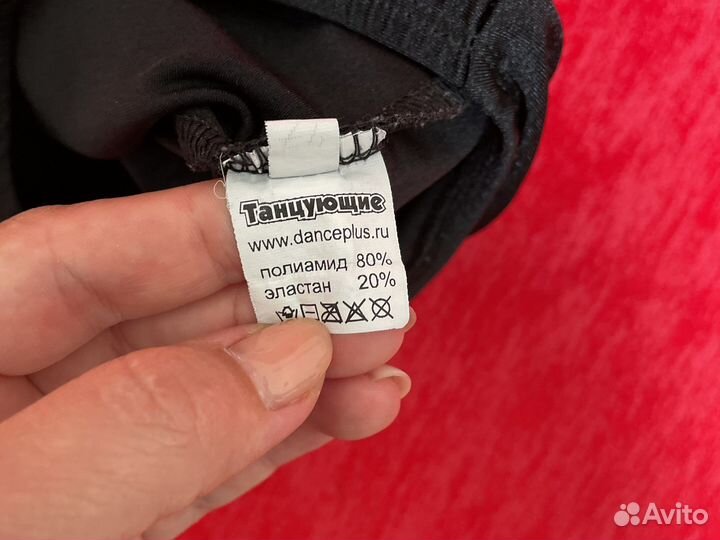 Танцующие
www.danceplus.ru
полиамид 80%
эластан 20%
Avito